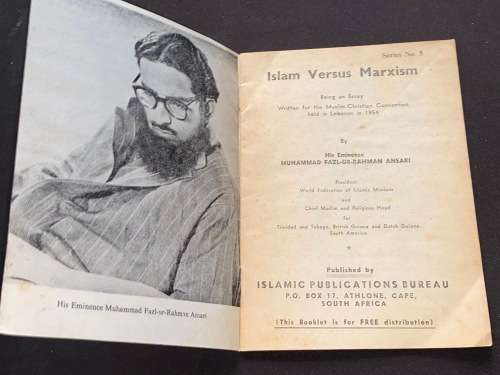 His Eminence Muhammad Fazl-ur-Rahman Ansari
Series No. 5
Islam Versus Marxism
Being an Essay
Written for the Muslim-Christian Convention,
held in Lebanon in 1954
By
His Eminence
MUHAMMAD FAZL-UR-RAHMAN ANSARI
President
World Federation of Islamic Missions
and
Chief Muslim and Religious Head
for
Trinidad and Tobago, British Guiana and Dutch Guiana,
South America
*
Published by
ISLAMIC PUBLICATIONS BUREAU
P.O. BOX 17, ATHLONE, CAPE,
SOUTH AFRICA
(This Booklet is for FREE distribution)